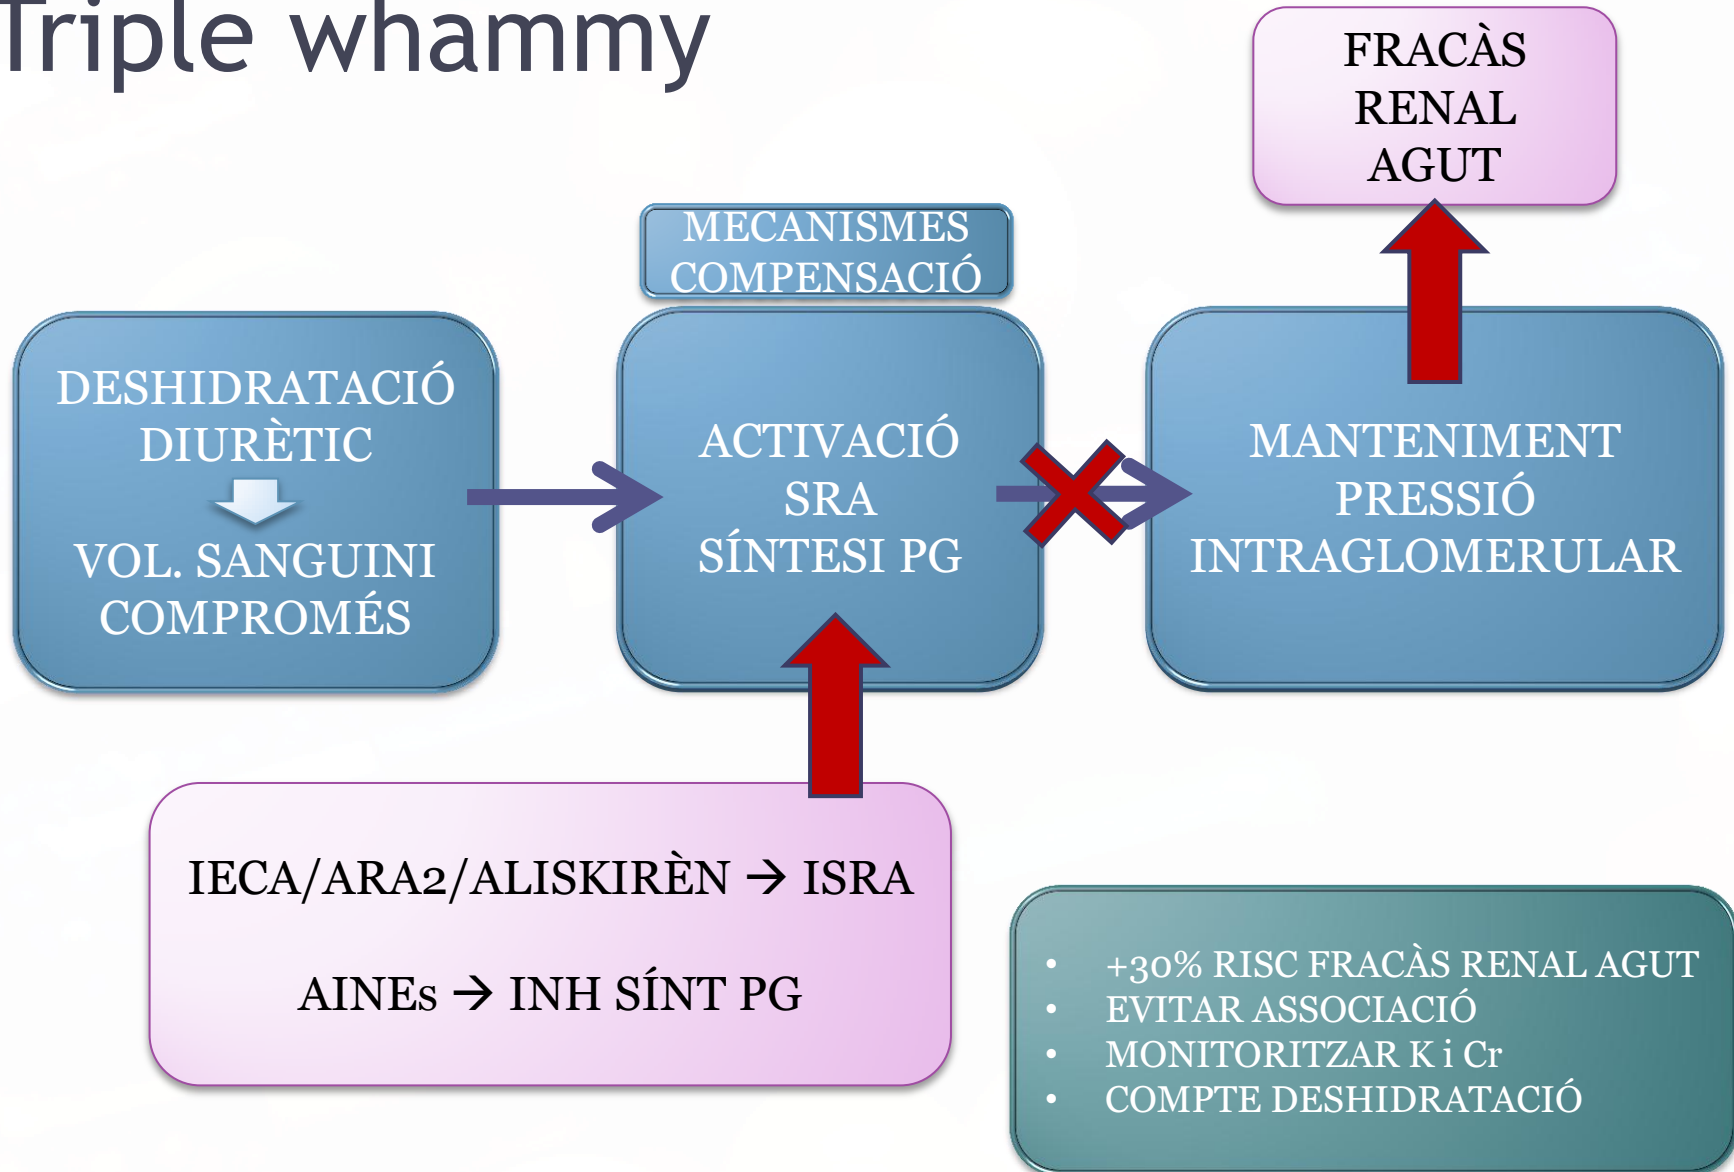 Triple whammy
FRACÀS
RENAL
AGUT
MECANISMES
COMPENSACIÓ
DESHIDRATACIÓ
DIURÈTIC
VOL. SANGUINI
COMPROMÉS
ACTIVACIÓ
SRA
SÍNTESI PG
MANTENIMENT
PRESSIÓ
INTRAGLOMERULAR
IECA/ARA2/ALISKIRÈN → ISRA
AINEs → INH SÍNT PG
• +30% RISC FRACÀS RENAL AGUT
• EVITAR ASSOCIACIÓ
• MONITORITZAR K i Cr
• COMPTE DESHIDRATACIÓ